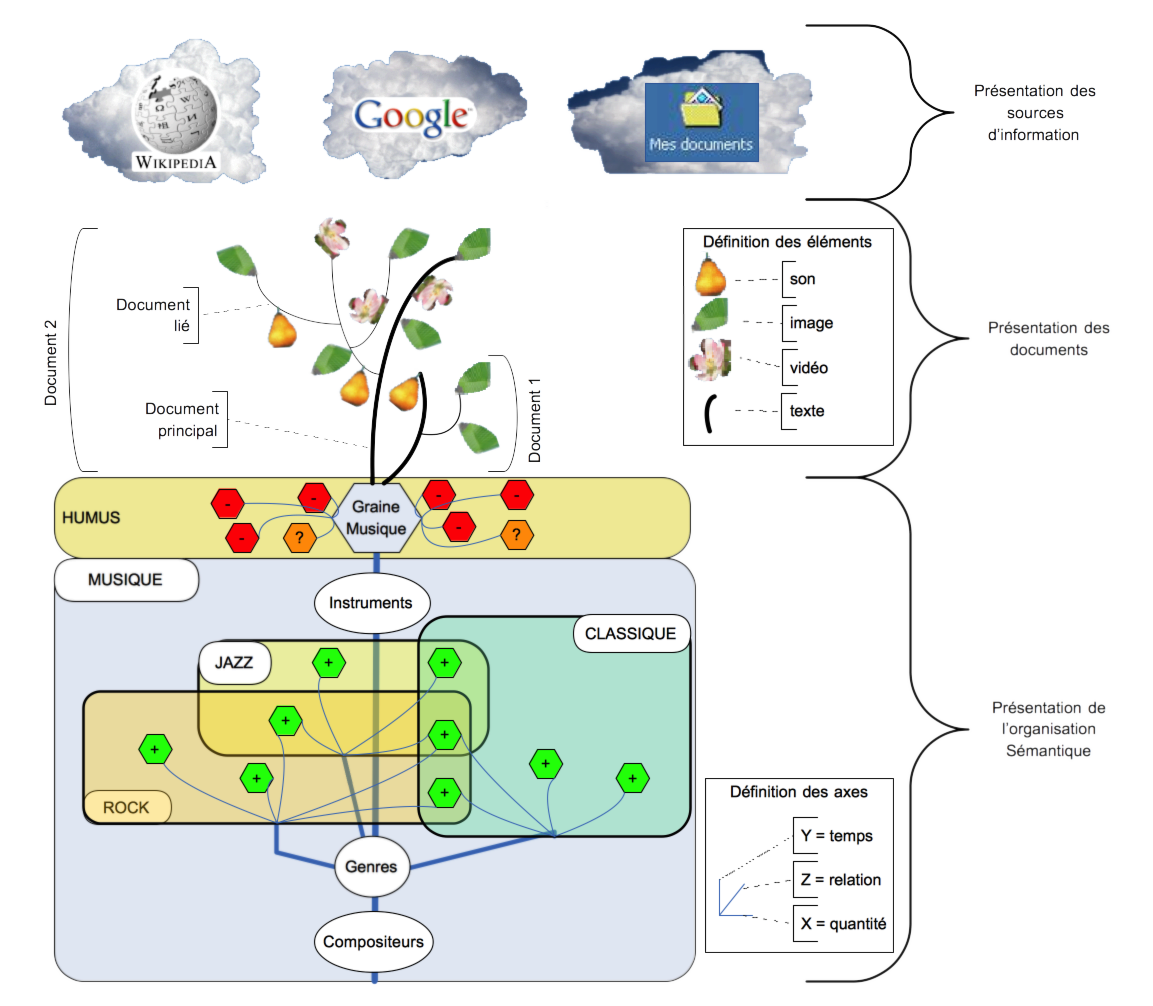 WIKIPEDIA
Google™
Mes documents
Présentation des
sources
d'information
Définition des éléments
son
image
vidéo
texte
Présentation des
documents
Document 2
Document
lié
Document
principal
Document 1
HUMUS
-
-
-
?
Graine
Musique
-
-
-
?
MUSIQUE
Instruments
CLASSIQUE
JAZZ
+
+
+
+
+
+
+
+
+
ROCK
Genres
Compositeurs
Présentation de
l'organisation
Sémantique
Définition des axes
Y = temps
Z = relation
X = quantité